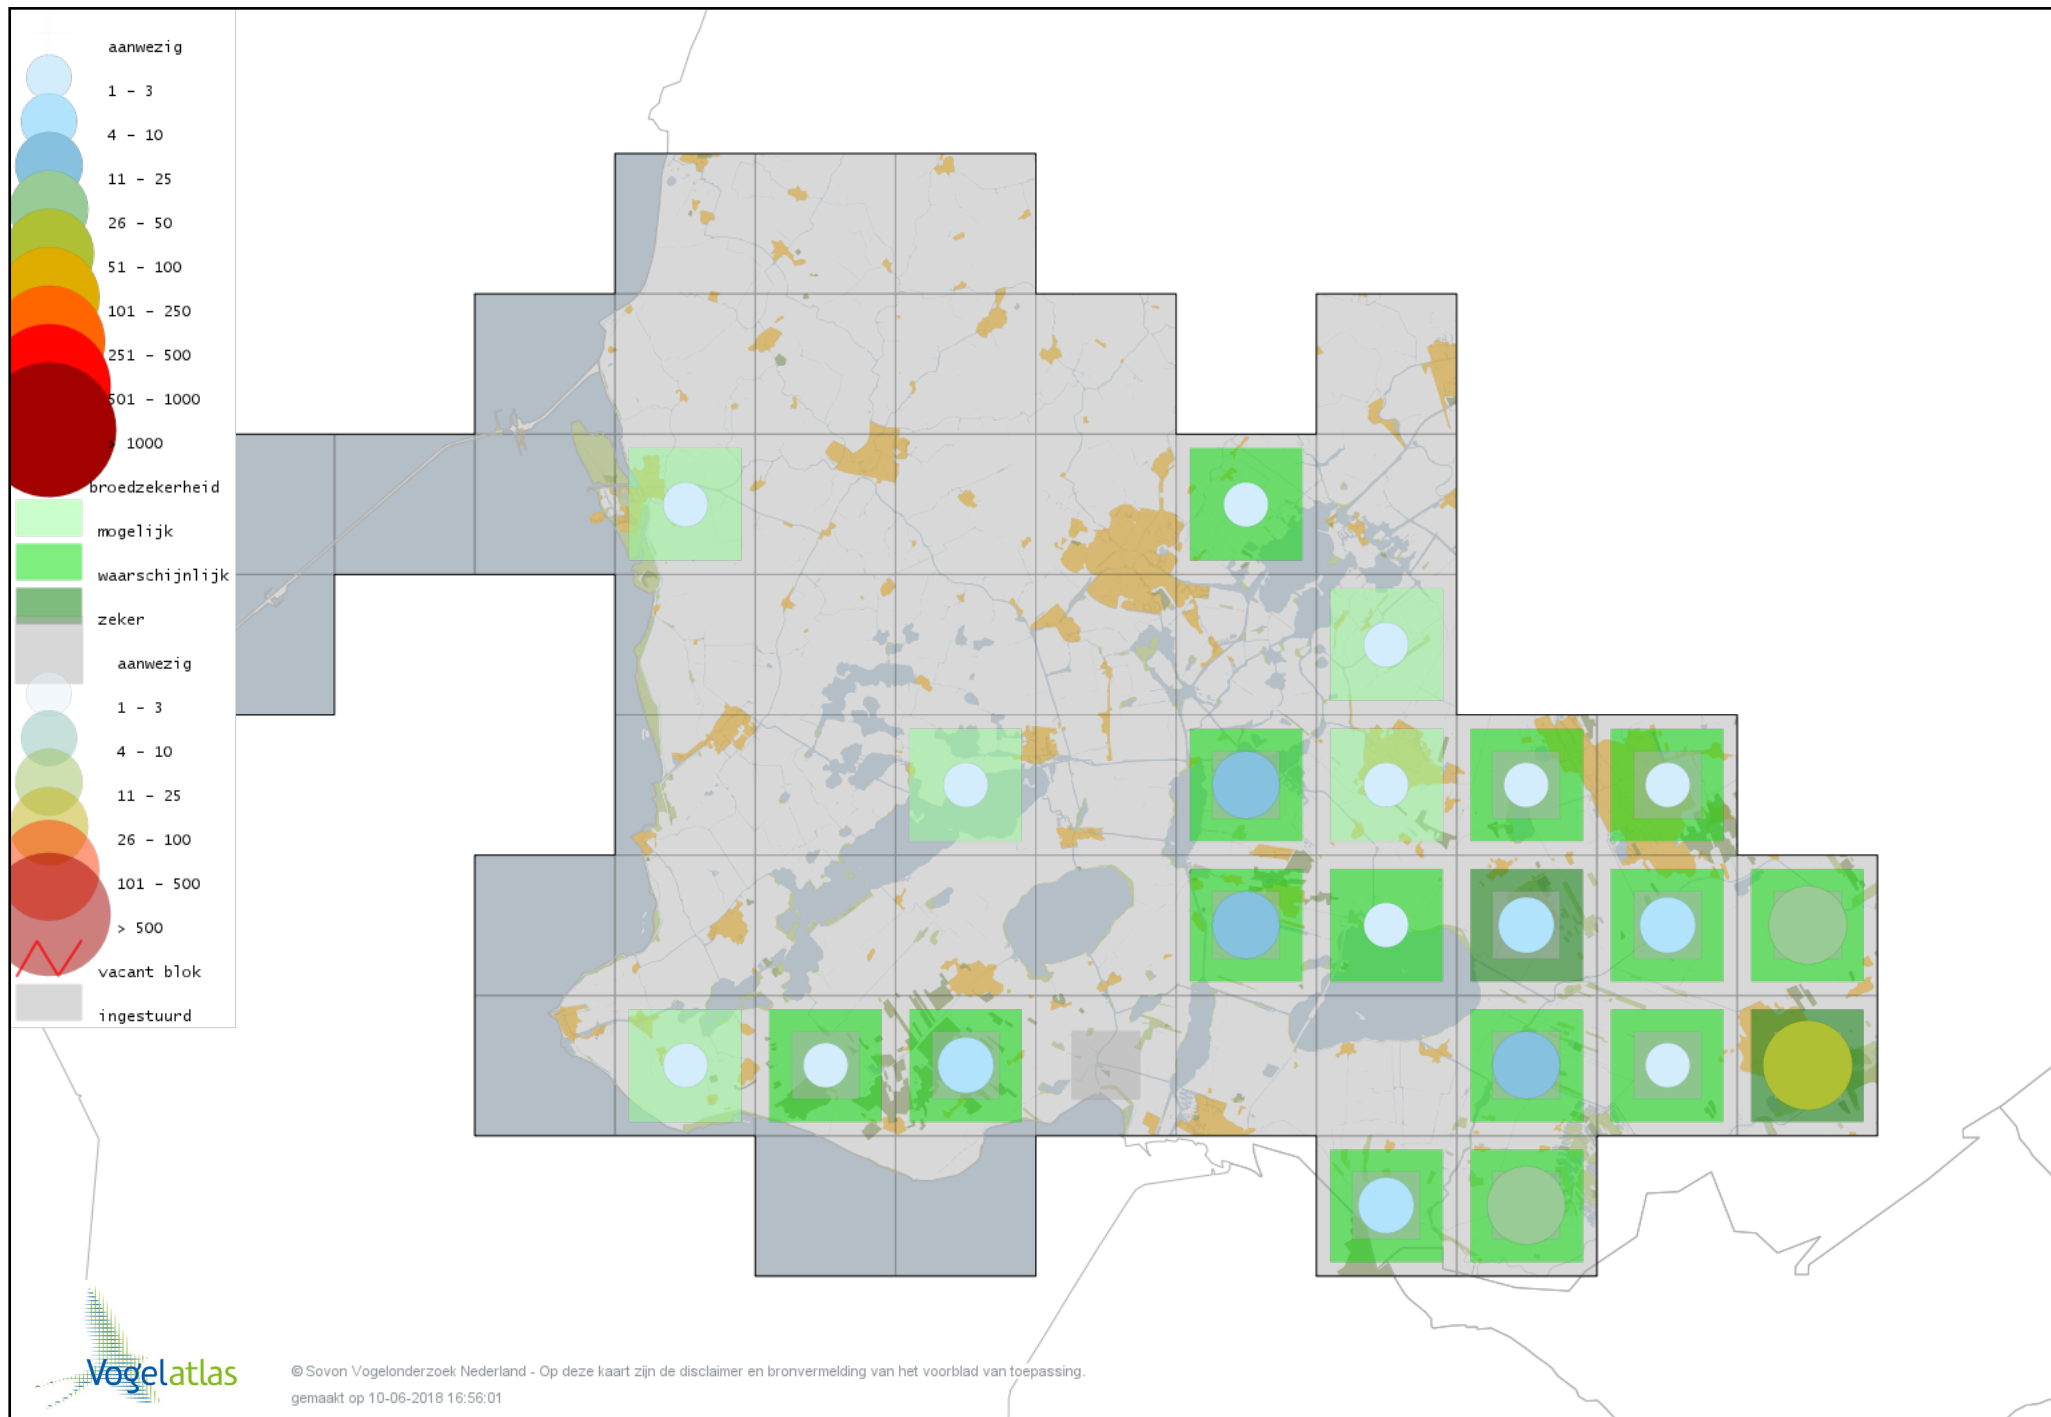 aanwezig
1 - 3
4 - 10
11 - 25
26 - 50
51 - 100
101 - 250
251 - 500
501 - 1000
> 1000
broedzekerheid
mogelijk
waarschijnlijk
zeker
aanwezig
1 - 3
4 - 10
11 - 25
26 - 100
101 - 500
> 500
vacant blok
ingestuurd
Vogelatlas
© Sovon Vogelonderzoek Nederland - Op deze kaart zijn de disclaimer en bronvermelding van het voorblad van toepassing.
gemaakt op 10-06-2018 16:56:01